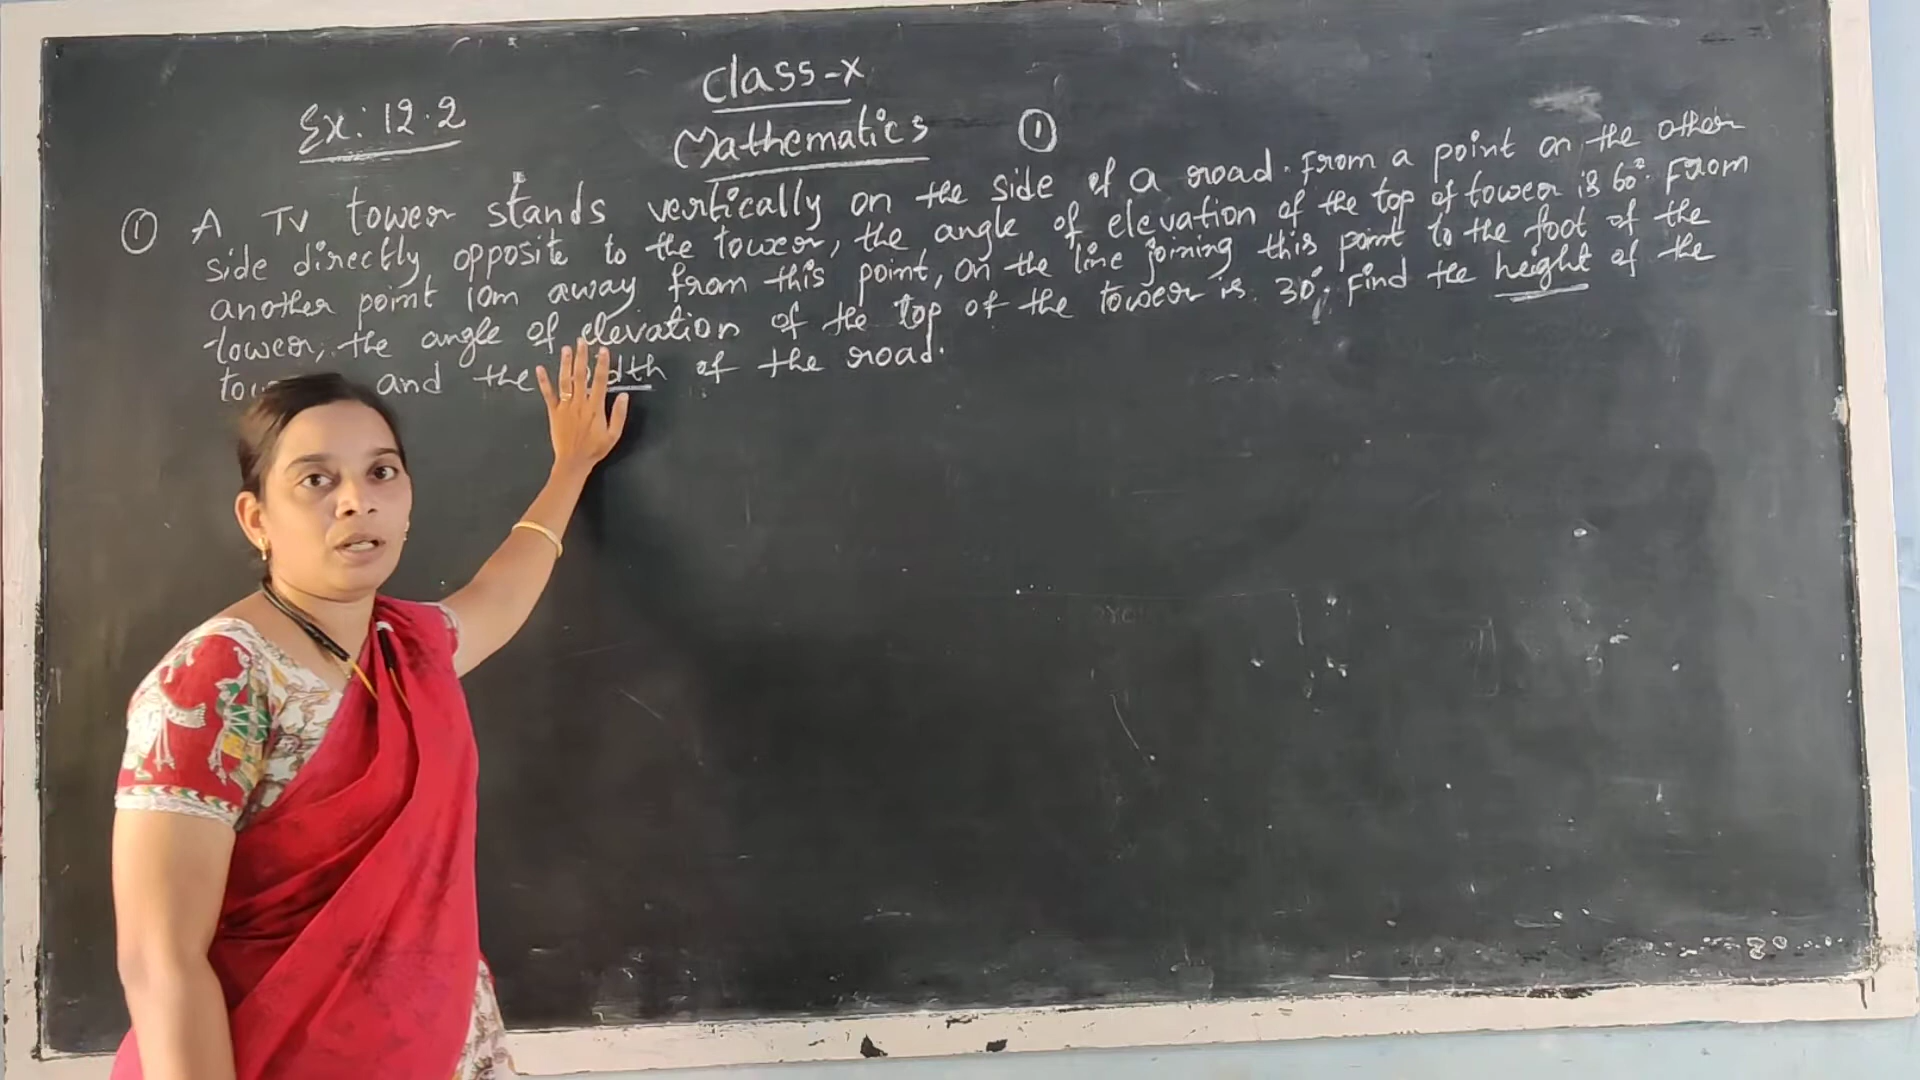 Class-X
Ex: 12.2
Mathematics ①
① A TV tower stands vertically on the side of a road. From a point on the other
side directly opposite to the tower, the angle of elevation of the top of tower is 60°. From
another point 10m away from this point, on the line joining this point to the foot of the
tower, the angle of elevation of the top of the tower is 30°. Find the height of the
and the width of the road.